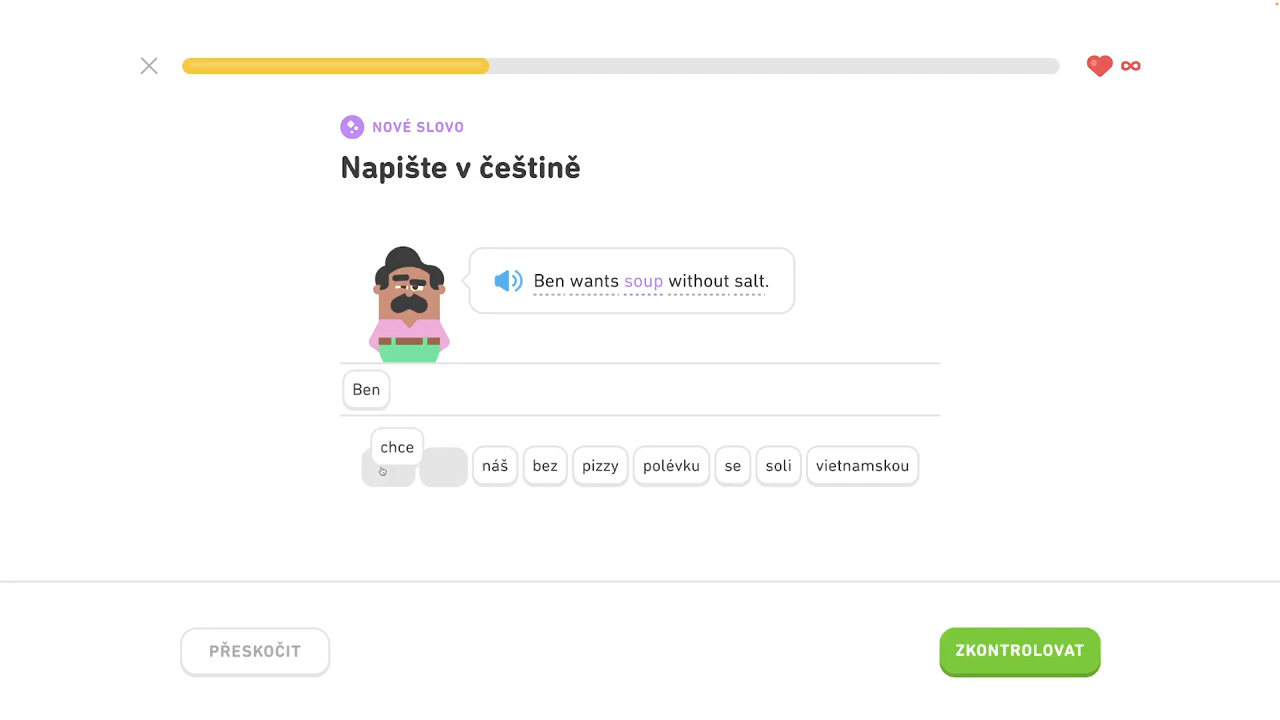 ∞
NOVÉ SLOVO
Napište v češtině
Ben wants soup without salt.
Ben
chce
náš bez pizzy polévku se soli vietnamskou
PŘESKOČIT ZKONTROLOVAT